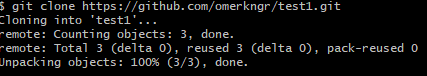 $ git clone https://github.com/omerkngr/test1.git
Cloning into 'test1'...
remote: Counting objects: 3, done.
remote: Total 3 (delta 0), reused 3 (delta 0), pack-reused 0
Unpacking objects: 100% (3/3), done.